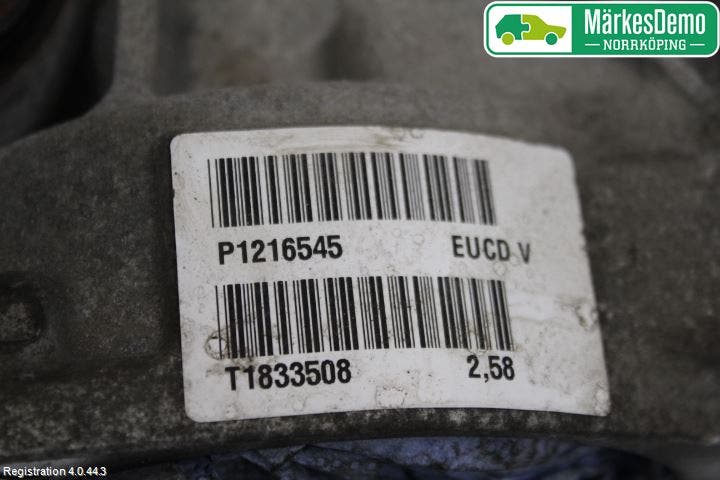 MärkesDemo
NORRKÖPING
P1216545 EUCD V
T1833508 2,58
Registration 4.0.44.3